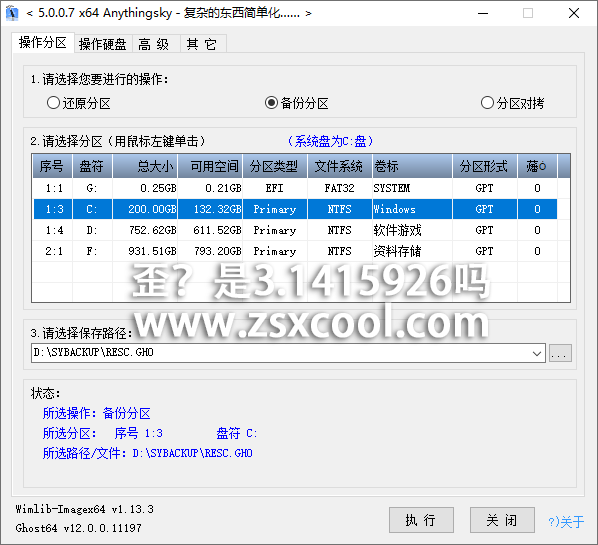 < 5.0.0.7 x64 Anythingsky - 复杂的东西简单化...... >
操作分区 操作硬盘 高 级 其 它
1.请选择您要进行的操作:
还原分区 备份分区 分区对拷
2.请选择分区（用鼠标左键单击） （系统盘为C:盘）
序号 盘符 总大小 可用空间 分区类型 文件系统 卷标 分区形式
1:1 G: 0.25GB 0.21GB EFI FAT32 SYSTEM GPT 0
1:3 C: 200.00GB 132.32GB Primary NTFS Windows GPT 0
1:4 D: 752.62GB 611.52GB Primary NTFS 软件游戏 GPT 0
2:1 F: 931.51GB 793.20GB Primary NTFS 资料存储 GPT 0
歪？是3.1415926吗
www.zsxcool.com
3.请选择保存路径:
D:\SYBACKUP\RESC.GHO
...
状态:
所选操作: 备份分区
所选分区: 序号 1:3 盘符 C:
所选路径/文件: D:\SYBACKUP\RESC.GHO
Wimlib-Imagex64 v1.13.3
Ghost64 v12.0.0.11197
执 行 关 闭 ?)关于